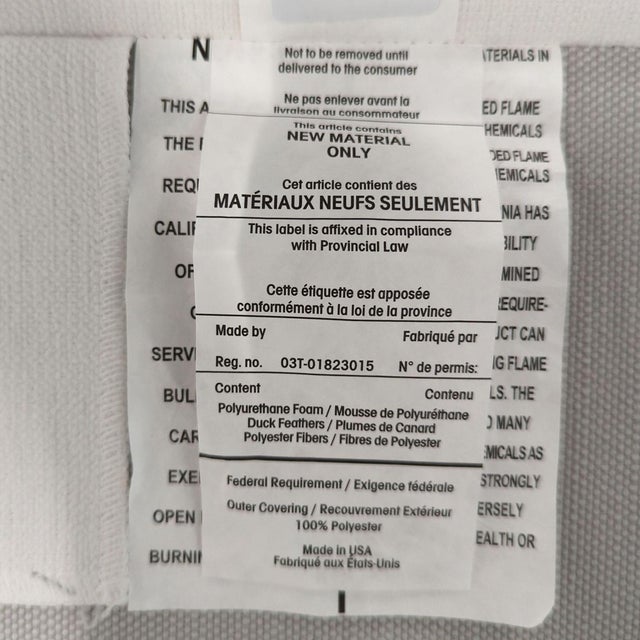 Not to be removed until
delivered to the consumer
Ne pas enlever avant la
livraison au consommateur
This article contains
NEW MATERIAL
ONLY
Cet article contient des
MATÉRIAUX NEUFS SEULEMENT
This label is affixed in compliance
with Provincial Law
Cette étiquette est apposée
conformément à la loi de la province
Made by Fabriqué par
Reg. no. 03T-01823015 N° de permis:
Content Contenu
Polyurethane Foam / Mousse de Polyuréthane
Duck Feathers / Plumes de Canard
Polyester Fibers / Fibres de Polyester
Federal Requirement / Exigence fédérale
Outer Covering / Recouvrement Extérieur
100% Polyester
Made in USA
Fabriqué aux États-Unis
N
THIS A
THE
REQ
CALIF
OF
SERV
BUL
CAR
EXE
OPEN
BURNI
TERIALS IN
ED FLAME
HEMICALS
DED FLAME
EMICALS
NIA HAS
BILITY
MINED
EQUIRE-
UCT CAN
G FLAME
LS. THE
MANY
EMICALS AS
STRONGLY
ERSELY
EALTH OR